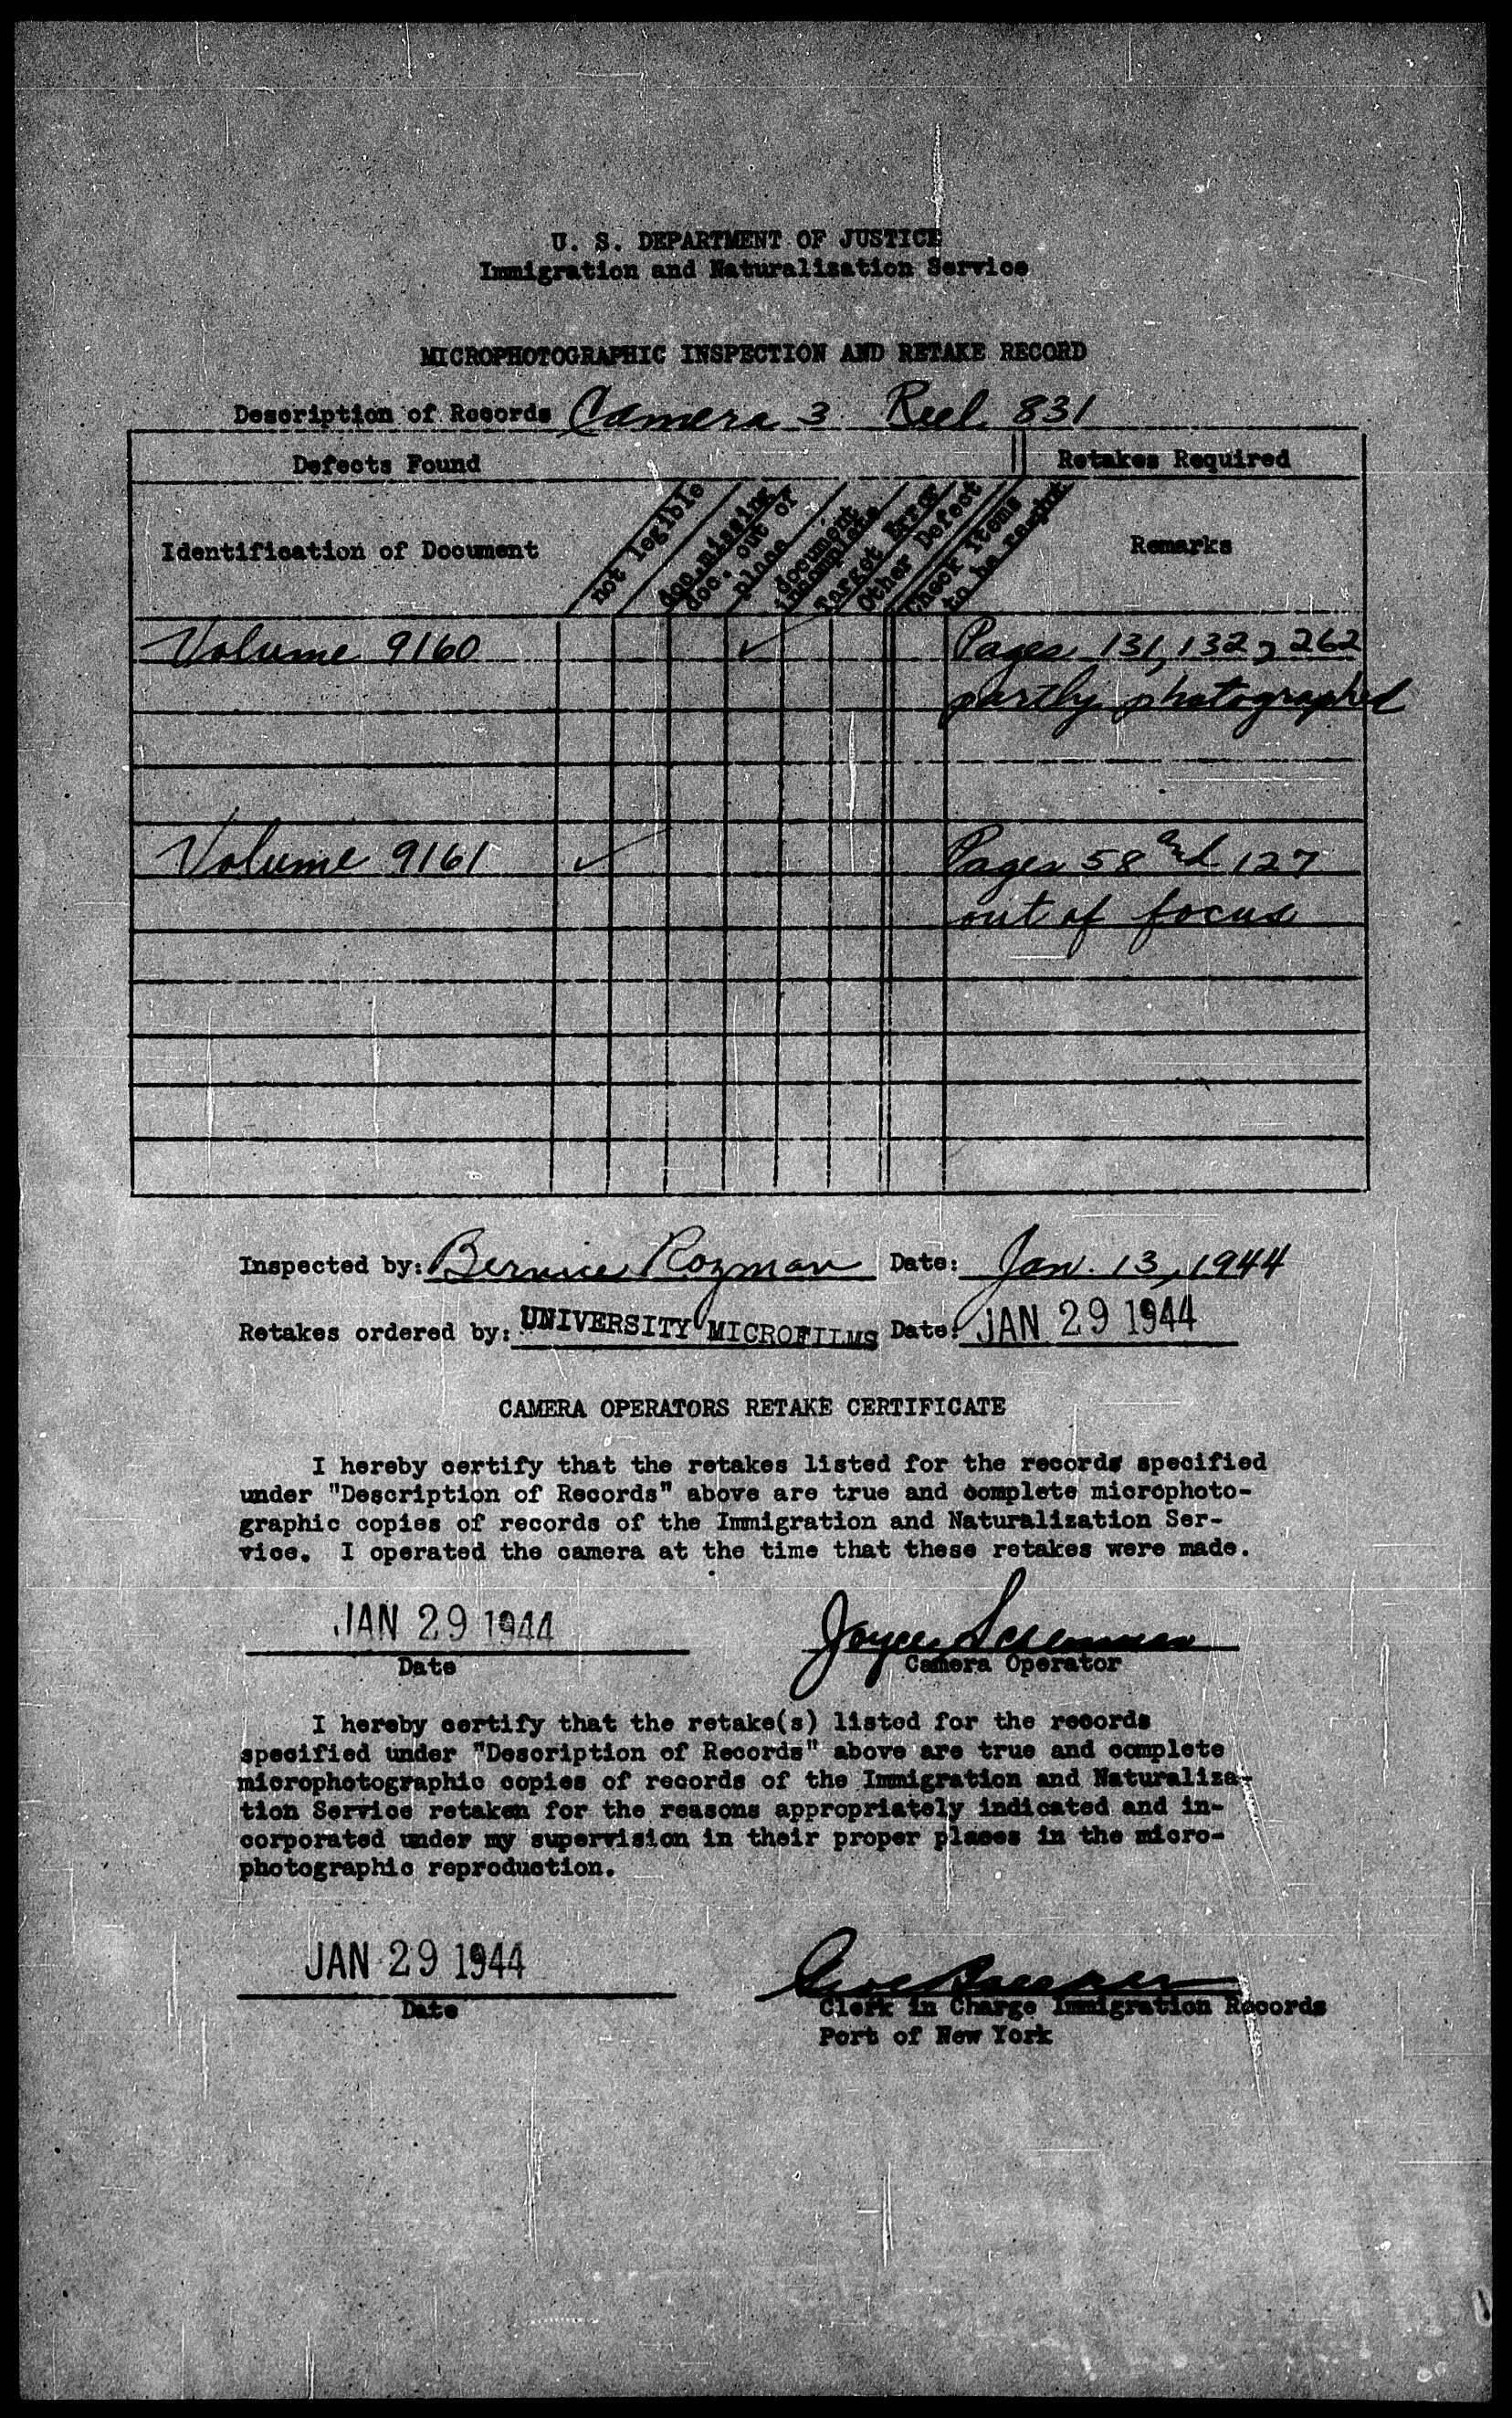 U. S. DEPARTMENT OF JUSTICE
Immigration and Naturalization Service
MICROPHOTOGRAPHIC INSPECTION AND RETAKE RECORD
Description of Records Camera 3 Reel 831
Defects Found Retakes Required
Identification of Document not legible doc. missing doc. out of place document incomplete Target Error Other Defect Check Items to be Remarks
Volume 9160 ✓ Pages 131, 132, 262
partly photographed
Volume 9161 ✓ Pages 58 and 127
out of focus
Inspected by: Bernice Rozman Date: Jan. 13, 1944
Retakes ordered by: UNIVERSITY MICROFILMS Date: JAN 29 1944
CAMERA OPERATORS RETAKE CERTIFICATE
I hereby certify that the retakes listed for the records specified
under "Description of Records" above are true and complete microphoto-
graphic copies of records of the Immigration and Naturalization Ser-
vice. I operated the camera at the time that these retakes were made.
JAN 29 1944 Joyce
Date Camera Operator
I hereby certify that the retake(s) listed for the records
specified under "Description of Records" above are true and complete
microphotographic copies of records of the Immigration and Naturaliza-
tion Service retaken for the reasons appropriately indicated and in-
corporated under my supervision in their proper places in the micro-
photographic reproduction.
JAN 29 1944
Date Clerk in Charge Immigration Records
Port of New York